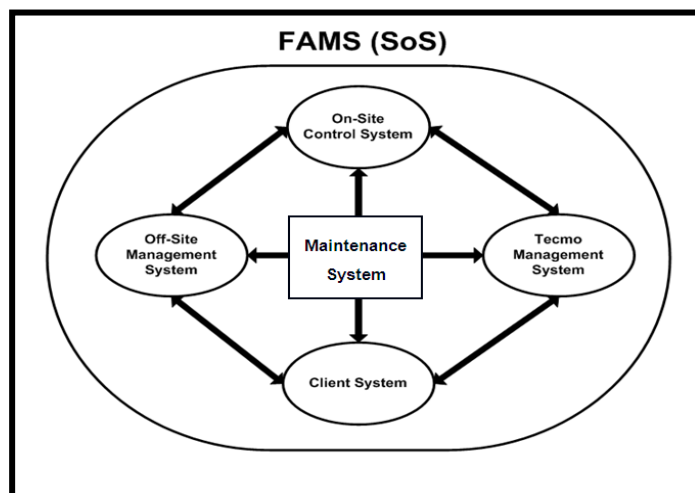 FAMS (SoS)
On-Site
Control System
Off-Site
Management
System
Maintenance
System
Tecmo
Management
System
Client System